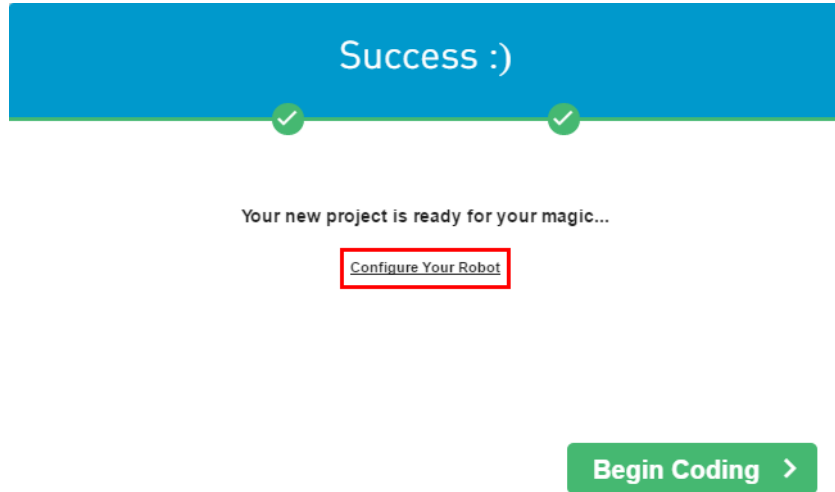 Success :)
Your new project is ready for your magic...
Configure Your Robot
Begin Coding